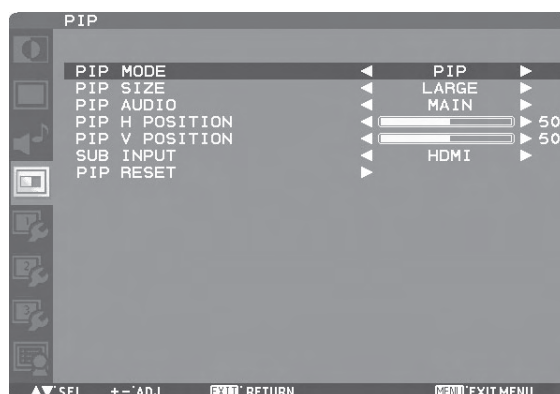 PIP
PIP MODE PIP
PIP SIZE LARGE
PIP AUDIO MAIN
PIP H POSITION 50
PIP V POSITION 50
SUB INPUT HDMI
PIP RESET
SEL +-ADJ EXIT RETURN MENU EXIT MENU